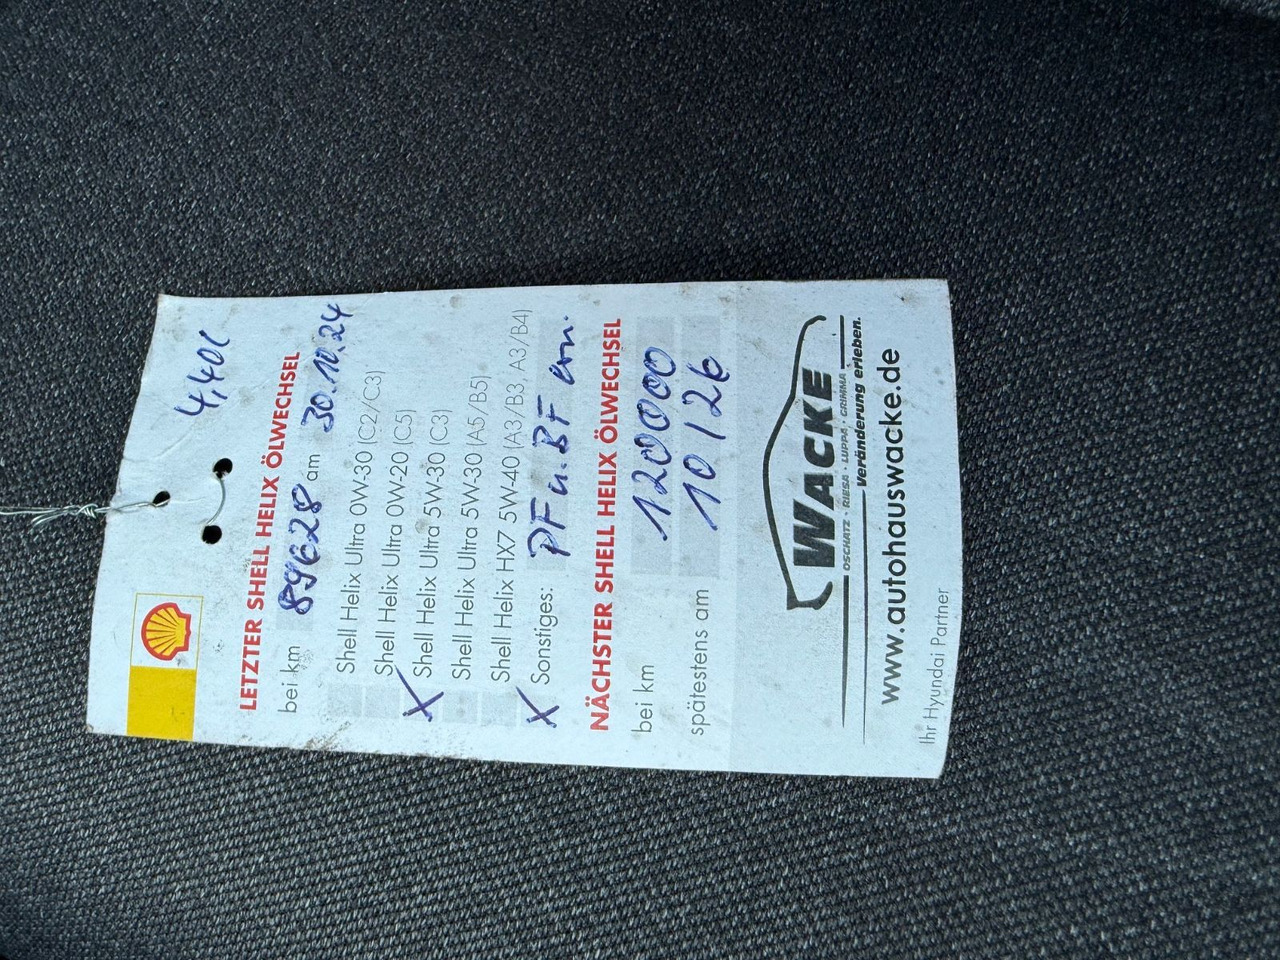 4,40l
LETZTER SHELL HELIX ÖLWECHSEL
bei km 89628 am 30.10.24
Shell Helix Ultra 0W-30 (C2/C3)
Shell Helix Ultra 0W-20 (C5)
X Shell Helix Ultra 5W-30 (C3)
Shell Helix Ultra 5W-30 (A5/B5)
Shell Helix HX7 5W-40 (A3/B3, A3/B4)
X Sonstiges: PF u. BF ern.
NÄCHSTER SHELL HELIX ÖLWECHSEL
bei km 120000
spätestens am 10/26
WACKE
OSCHATZ · RIESA · LUPPA · GRIMMA
Veränderung erleben.
www.autohauswacke.de
Ihr Hyundai Partner